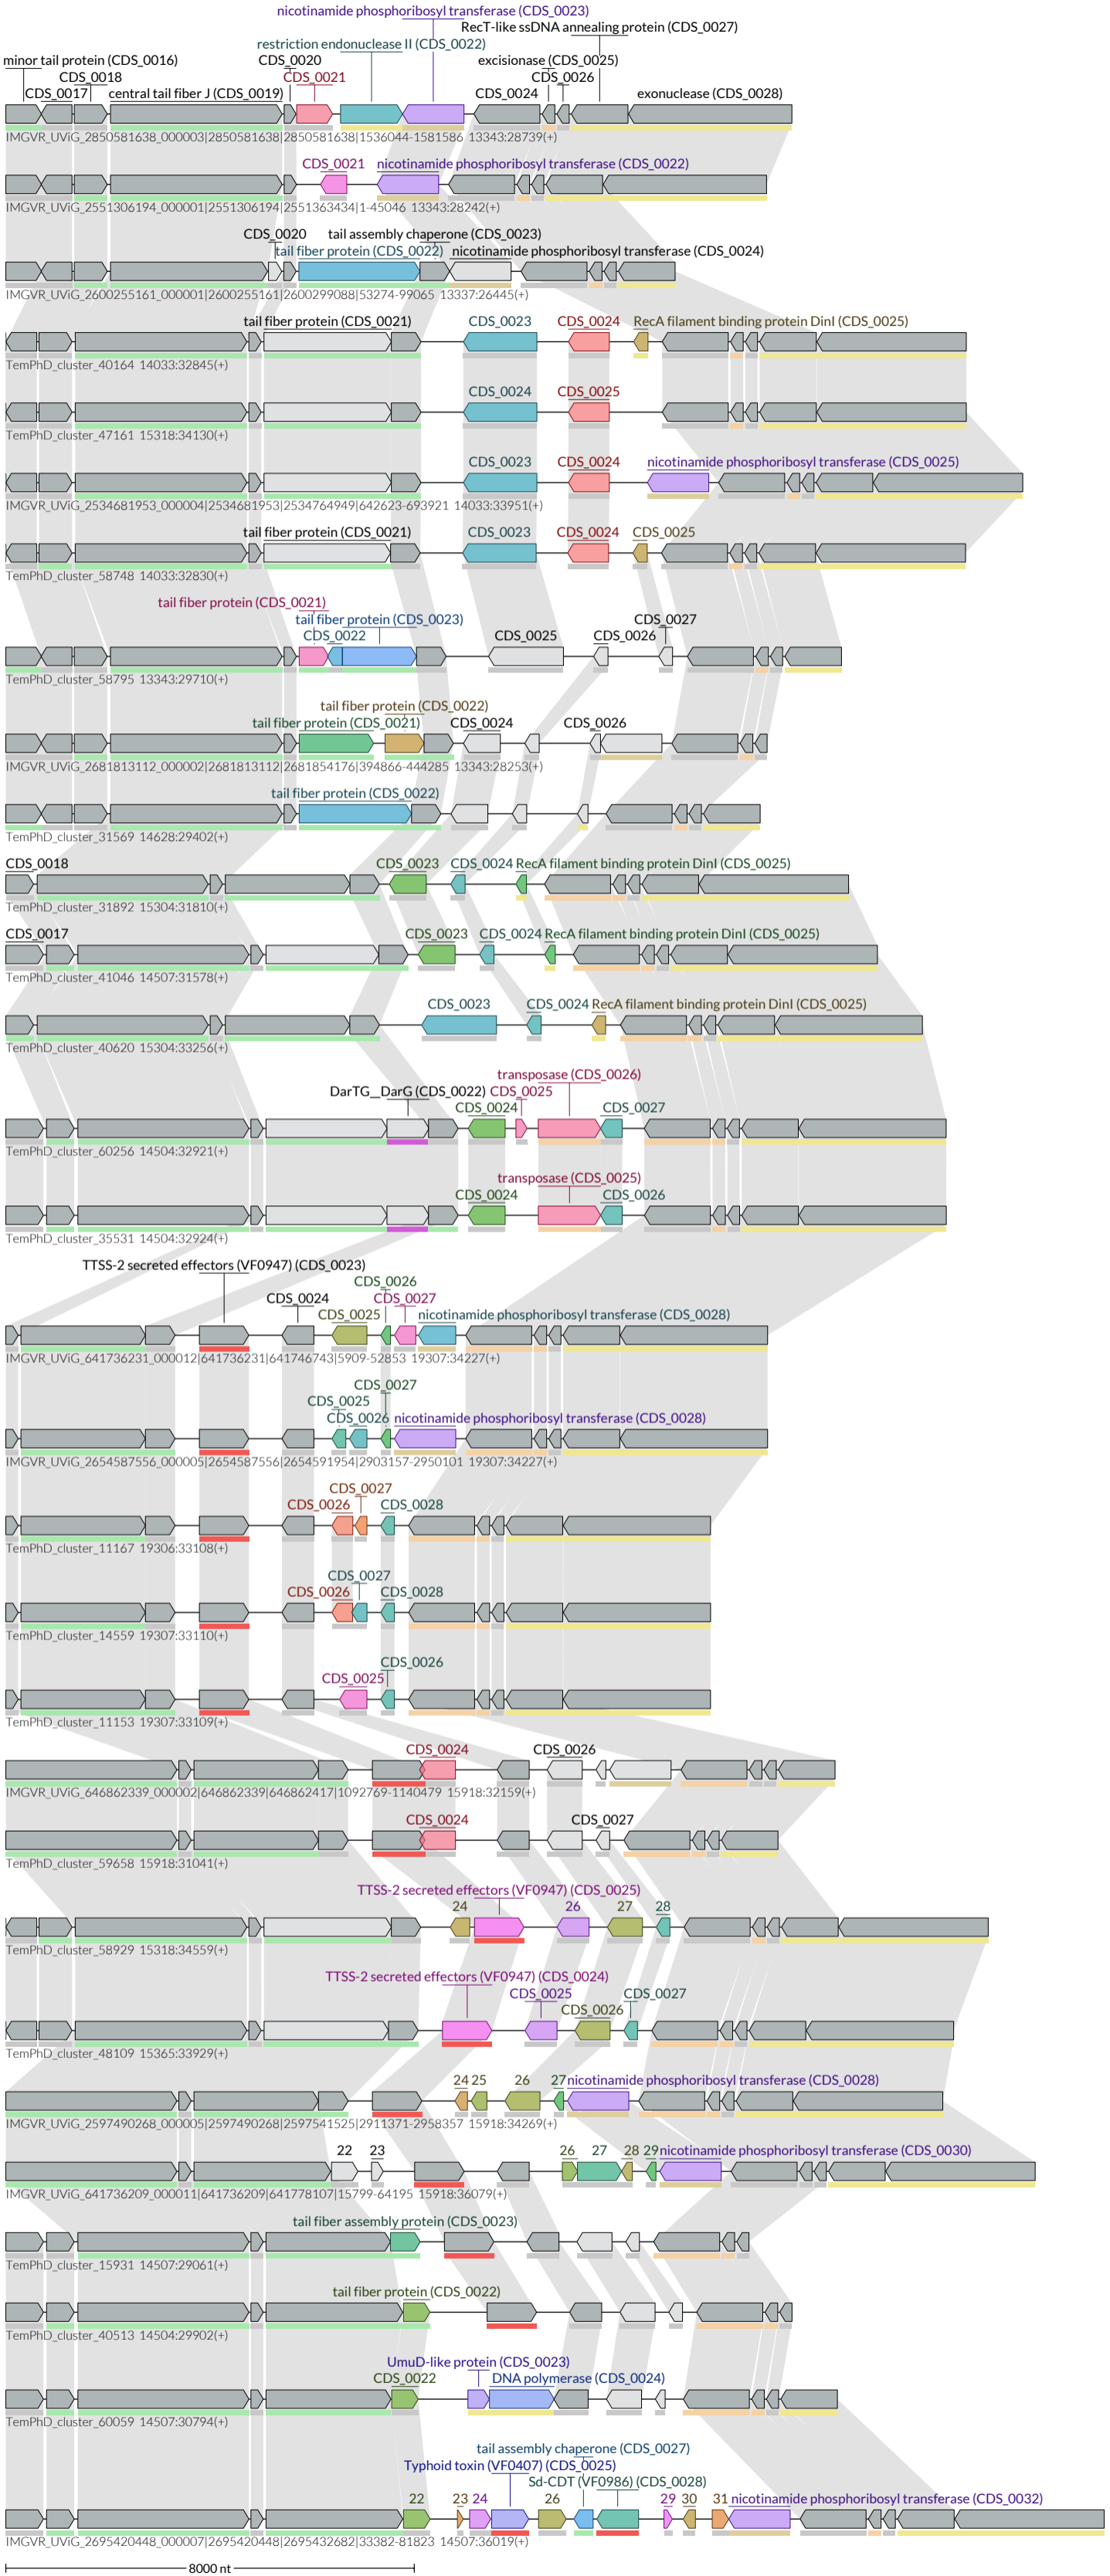 nicotinamide phosphoribosyl transferase (CDS_0023)
RecT-like ssDNA annealing protein (CDS_0027)
restriction endonuclease II (CDS_0022)
minor tail protein (CDS_0016) CDS_0020 excisionase (CDS_0025)
CDS_0018 CDS_0021 CDS_0026
CDS_0017 central tail fiber J (CDS_0019) CDS_0024 exonuclease (CDS_0028)
IMGVR_UViG_2850581638_000003|2850581638|2850581638|1536044-1581586 13343:28739(+)
CDS_0021 nicotinamide phosphoribosyl transferase (CDS_0022)
IMGVR_UViG_2551306194_000001|2551306194|2551363434|1-45046 13343:28242(+)
CDS_0020 tail assembly chaperone (CDS_0023)
tail fiber protein (CDS_0022) nicotinamide phosphoribosyl transferase (CDS_0024)
IMGVR_UViG_2600255161_000001|2600255161|2600299088|53274-99065 13337:26445(+)
tail fiber protein (CDS_0021) CDS_0023 CDS_0024 RecA filament binding protein DinI (CDS_0025)
TemPhD_cluster_40164 14033:32845(+)
CDS_0024 CDS_0025
TemPhD_cluster_47161 15318:34130(+)
CDS_0023 CDS_0024 nicotinamide phosphoribosyl transferase (CDS_0025)
IMGVR_UViG_2534681953_000004|2534681953|2534764949|642623-693921 14033:33951(+)
tail fiber protein (CDS_0021) CDS_0023 CDS_0024 CDS_0025
TemPhD_cluster_58748 14033:32830(+)
tail fiber protein (CDS_0021)
tail fiber protein (CDS_0023) CDS_0027
CDS_0022 CDS_0025 CDS_0026
TemPhD_cluster_58795 13343:29710(+)
tail fiber protein (CDS_0022)
tail fiber protein (CDS_0021) CDS_0024 CDS_0026
IMGVR_UViG_2681813112_000002|2681813112|2681854176|394866-444285 13343:28253(+)
tail fiber protein (CDS_0022)
TemPhD_cluster_31569 14628:29402(+)
CDS_0018 CDS_0023 CDS_0024 RecA filament binding protein DinI (CDS_0025)
TemPhD_cluster_31892 15304:31810(+)
CDS_0017 CDS_0023 CDS_0024 RecA filament binding protein DinI (CDS_0025)
TemPhD_cluster_41046 14507:31578(+)
CDS_0023 CDS_0024 RecA filament binding protein DinI (CDS_0025)
TemPhD_cluster_40620 15304:33256(+)
transposase (CDS_0026)
DarTG__DarG (CDS_0022) CDS_0025
CDS_0024 CDS_0027
TemPhD_cluster_60256 14504:32921(+)
transposase (CDS_0025)
CDS_0024 CDS_0026
TemPhD_cluster_35531 14504:32924(+)
TTSS-2 secreted effectors (VF0947) (CDS_0023)
CDS_0026
CDS_0024 CDS_0027
CDS_0025 nicotinamide phosphoribosyl transferase (CDS_0028)
IMGVR_UViG_641736231_000012|641736231|641746743|5909-52853 19307:34227(+)
CDS_0027
CDS_0025
CDS_0026 nicotinamide phosphoribosyl transferase (CDS_0028)
IMGVR_UViG_2654587556_000005|2654587556|2654591954|2903157-2950101 19307:34227(+)
CDS_0027
CDS_0026 CDS_0028
TemPhD_cluster_11167 19306:33108(+)
CDS_0027
CDS_0026 CDS_0028
TemPhD_cluster_14559 19307:33110(+)
CDS_0026
CDS_0025
TemPhD_cluster_11153 19307:33109(+)
CDS_0024 CDS_0026
IMGVR_UViG_646862339_000002|646862339|646862417|1092769-1140479 15918:32159(+)
CDS_0024 CDS_0027
TemPhD_cluster_59658 15918:31041(+)
TTSS-2 secreted effectors (VF0947) (CDS_0025)
24 26 27 28
TemPhD_cluster_58929 15318:34559(+)
TTSS-2 secreted effectors (VF0947) (CDS_0024)
CDS_0025 CDS_0027
CDS_0026
TemPhD_cluster_48109 15365:33929(+)
24 25 26 27 nicotinamide phosphoribosyl transferase (CDS_0028)
IMGVR_UViG_2597490268_000005|2597490268|2597541525|2911371-2958357 15918:34269(+)
22 23 26 27 28 29 nicotinamide phosphoribosyl transferase (CDS_0030)
IMGVR_UViG_641736209_000011|641736209|641778107|15799-64195 15918:36079(+)
tail fiber assembly protein (CDS_0023)
TemPhD_cluster_15931 14507:29061(+)
tail fiber protein (CDS_0022)
TemPhD_cluster_40513 14504:29902(+)
UmuD-like protein (CDS_0023)
CDS_0022 DNA polymerase (CDS_0024)
TemPhD_cluster_60059 14507:30794(+)
tail assembly chaperone (CDS_0027)
Typhoid toxin (VF0407) (CDS_0025)
Sd-CDT (VF0986) (CDS_0028)
22 23 24 26 29 30 31 nicotinamide phosphoribosyl transferase (CDS_0032)
IMGVR_UViG_2695420448_000007|2695420448|2695432682|33382-81823 14507:36019(+)
8000 nt